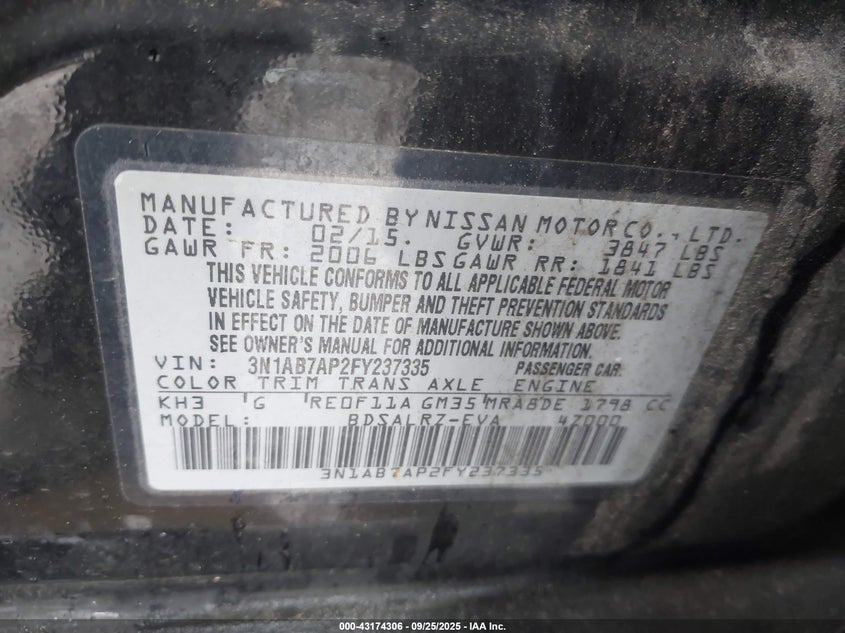 MANUFACTURED BY NISSAN MOTOR CO., LTD.
DATE: 02/15. GVWR: 3847 LBS
GAWR FR: 2006 LBS GAWR RR: 1841 LBS
THIS VEHICLE CONFORMS TO ALL APPLICABLE FEDERAL MOTOR
VEHICLE SAFETY, BUMPER AND THEFT PREVENTION STANDARDS
IN EFFECT ON THE DATE OF MANUFACTURE SHOWN ABOVE.
SEE OWNER'S MANUAL FOR ADDITIONAL INFORMATION.
VIN: 3N1AB7AP2FY237335 PASSENGER CAR
COLOR TRIM TRANS AXLE ENGINE
KH3 G RE0F11A GM35 MRA8DE 1798 CC
MODEL: BDSALRZ-EVA 4Z000
3N1AB7AP2FY237335
000-43174306 - 09/25/2025 - IAA Inc.